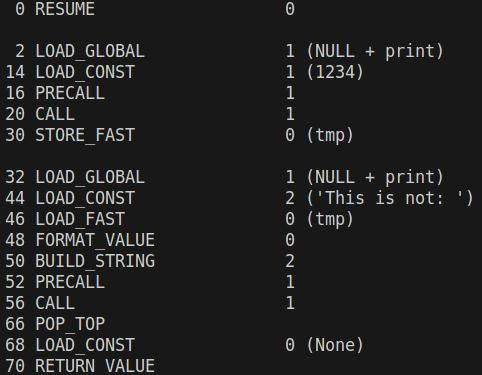 0 RESUME 0
2 LOAD_GLOBAL 1 (NULL + print)
14 LOAD_CONST 1 (1234)
16 PRECALL 1
20 CALL 1
30 STORE_FAST 0 (tmp)
32 LOAD_GLOBAL 1 (NULL + print)
44 LOAD_CONST 2 ('This is not: ')
46 LOAD_FAST 0 (tmp)
48 FORMAT_VALUE 0
50 BUILD_STRING 2
52 PRECALL 1
56 CALL 1
66 POP_TOP
68 LOAD_CONST 0 (None)
70 RETURN_VALUE